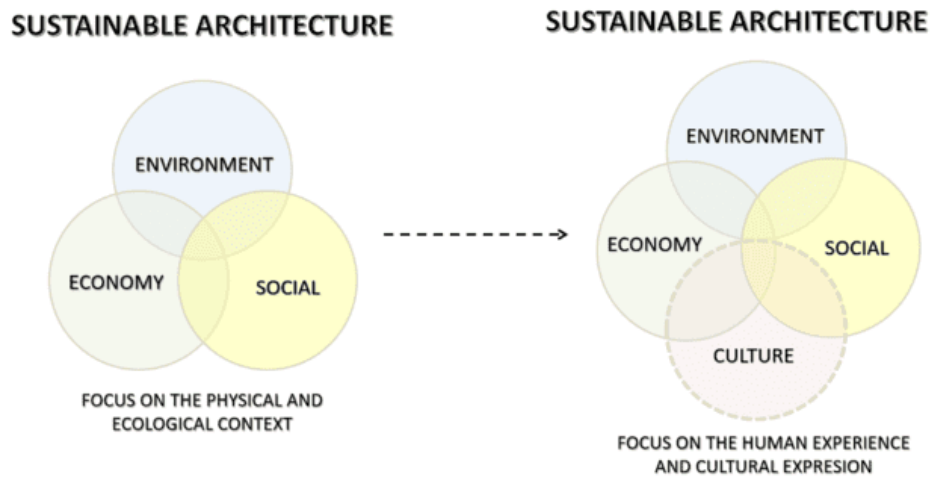 SUSTAINABLE ARCHITECTURE
ENVIRONMENT
ECONOMY
SOCIAL
FOCUS ON THE PHYSICAL AND
ECOLOGICAL CONTEXT
SUSTAINABLE ARCHITECTURE
ENVIRONMENT
ECONOMY
SOCIAL
CULTURE
FOCUS ON THE HUMAN EXPERIENCE
AND CULTURAL EXPRESION